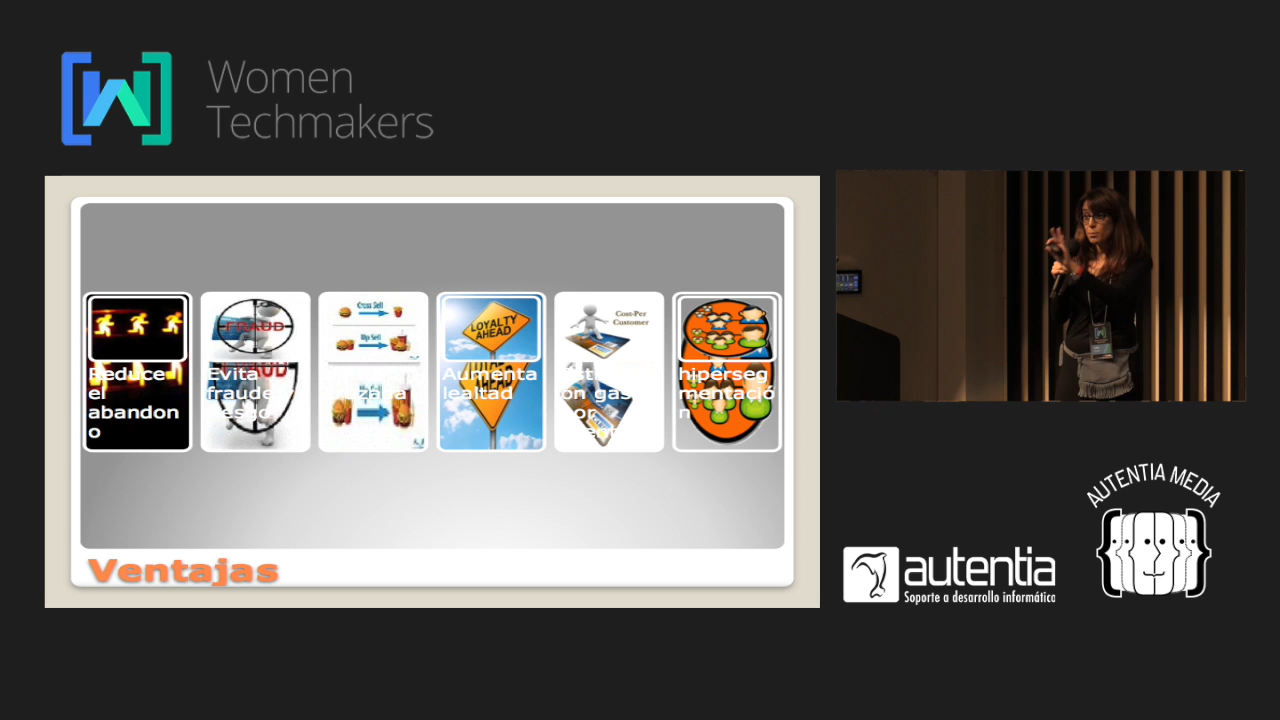 Women
Techmakers
FRAUD
Cross Sell
Up Sell
LOYALTY
AHEAD
Cost-Per
Customer
Reduce
el
abandon
o
Evita
fraude
Aumenta
lealtad
hiperseg
mentació
n
Ventajas
AUTENTIA MEDIA
autentia
Soporte a desarrollo informático